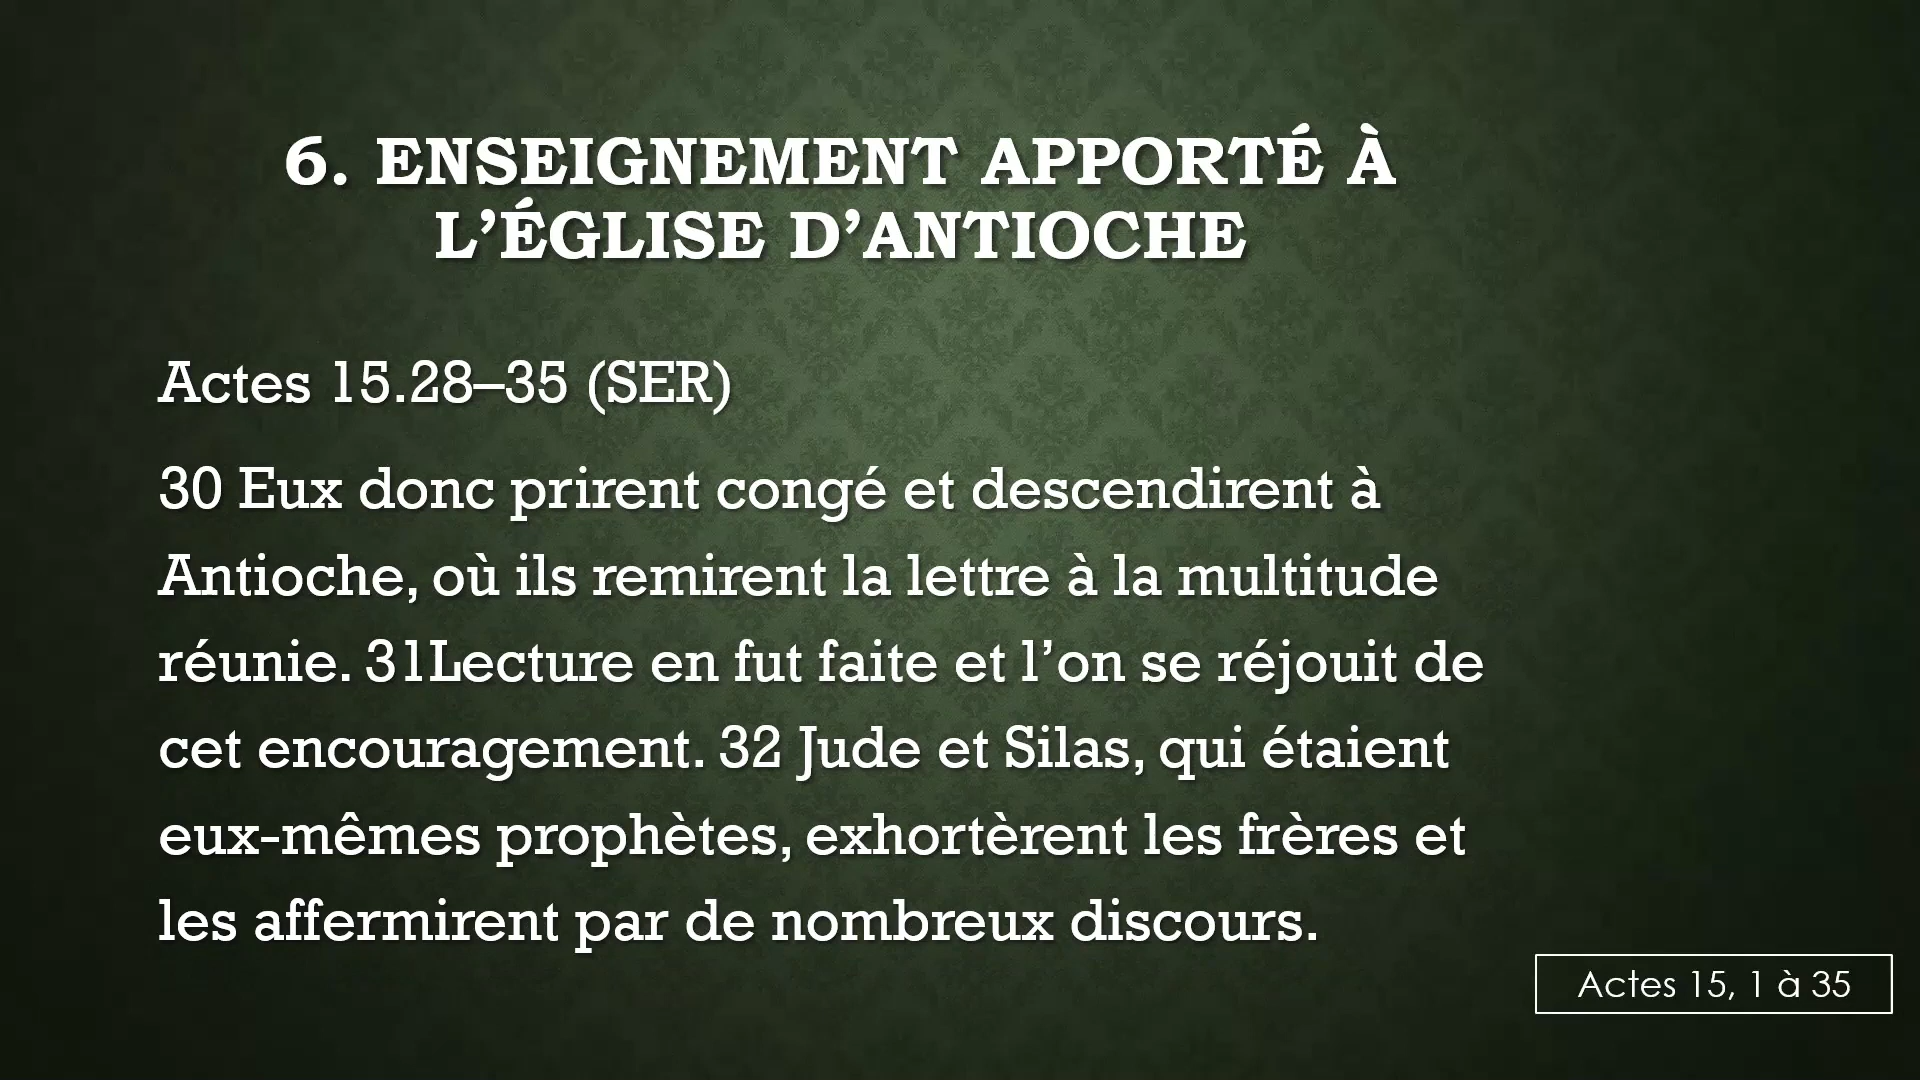 6. ENSEIGNEMENT APPORTÉ À
L’ÉGLISE D’ANTIOCHE
Actes 15.28–35 (SER)
30 Eux donc prirent congé et descendirent à
Antioche, où ils remirent la lettre à la multitude
réunie. 31Lecture en fut faite et l’on se réjouit de
cet encouragement. 32 Jude et Silas, qui étaient
eux-mêmes prophètes, exhortèrent les frères et
les affermirent par de nombreux discours.
Actes 15, 1 à 35